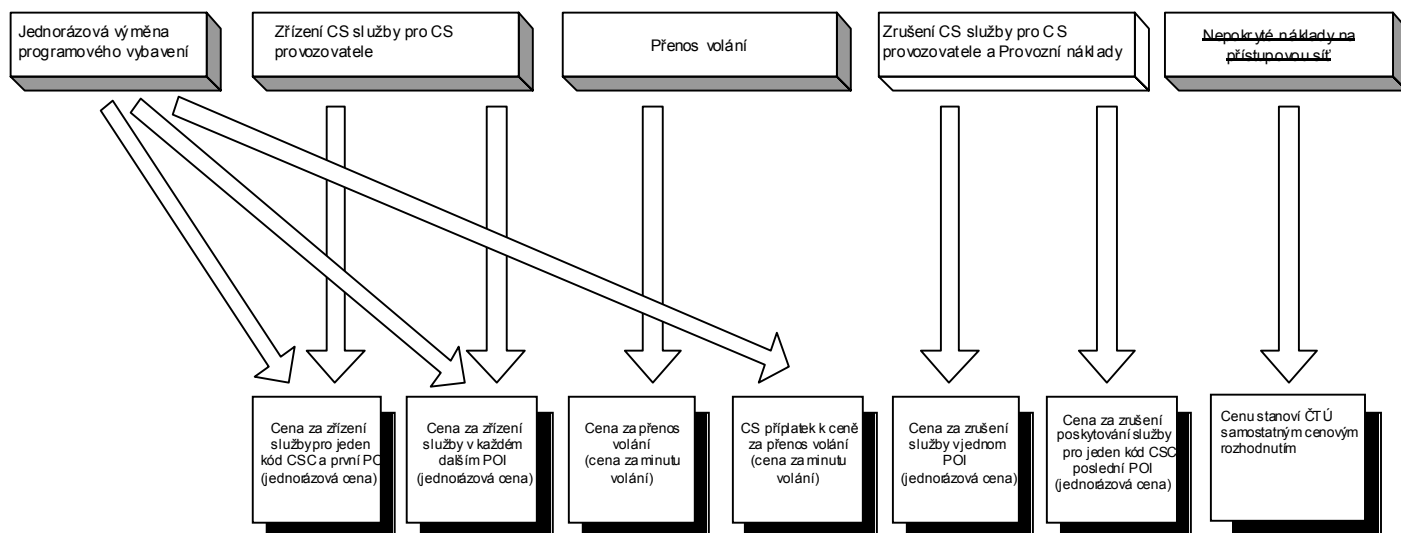 Jednorázová výměna
programového vybavení
Zřízení CS služby pro CS
provozovatele
Přenos volání
Zrušení CS služby pro CS
provozovatele a Provozní náklady
Nepokryté náklady na
přístupovou síť
Cena za zřízení
služby pro jeden
kód CSC a první PO
(jednorázová cena)
Cena za zřízení
služby v každém
dalším POI
(jednorázová cena)
Cena za přenos
volání
(cena za minutu
volání)
CS příplatek k ceně
za přenos volání
(cena za minutu
volání)
Cena za zrušení
služby v jednom
POI
(jednorázová cena)
Cena za zrušení
poskytování služby
pro jeden kód CSC
poslední POI
(jednorázová cena)
Cenu stanoví ČTÚ
samostatným cenovým
rozhodnutím